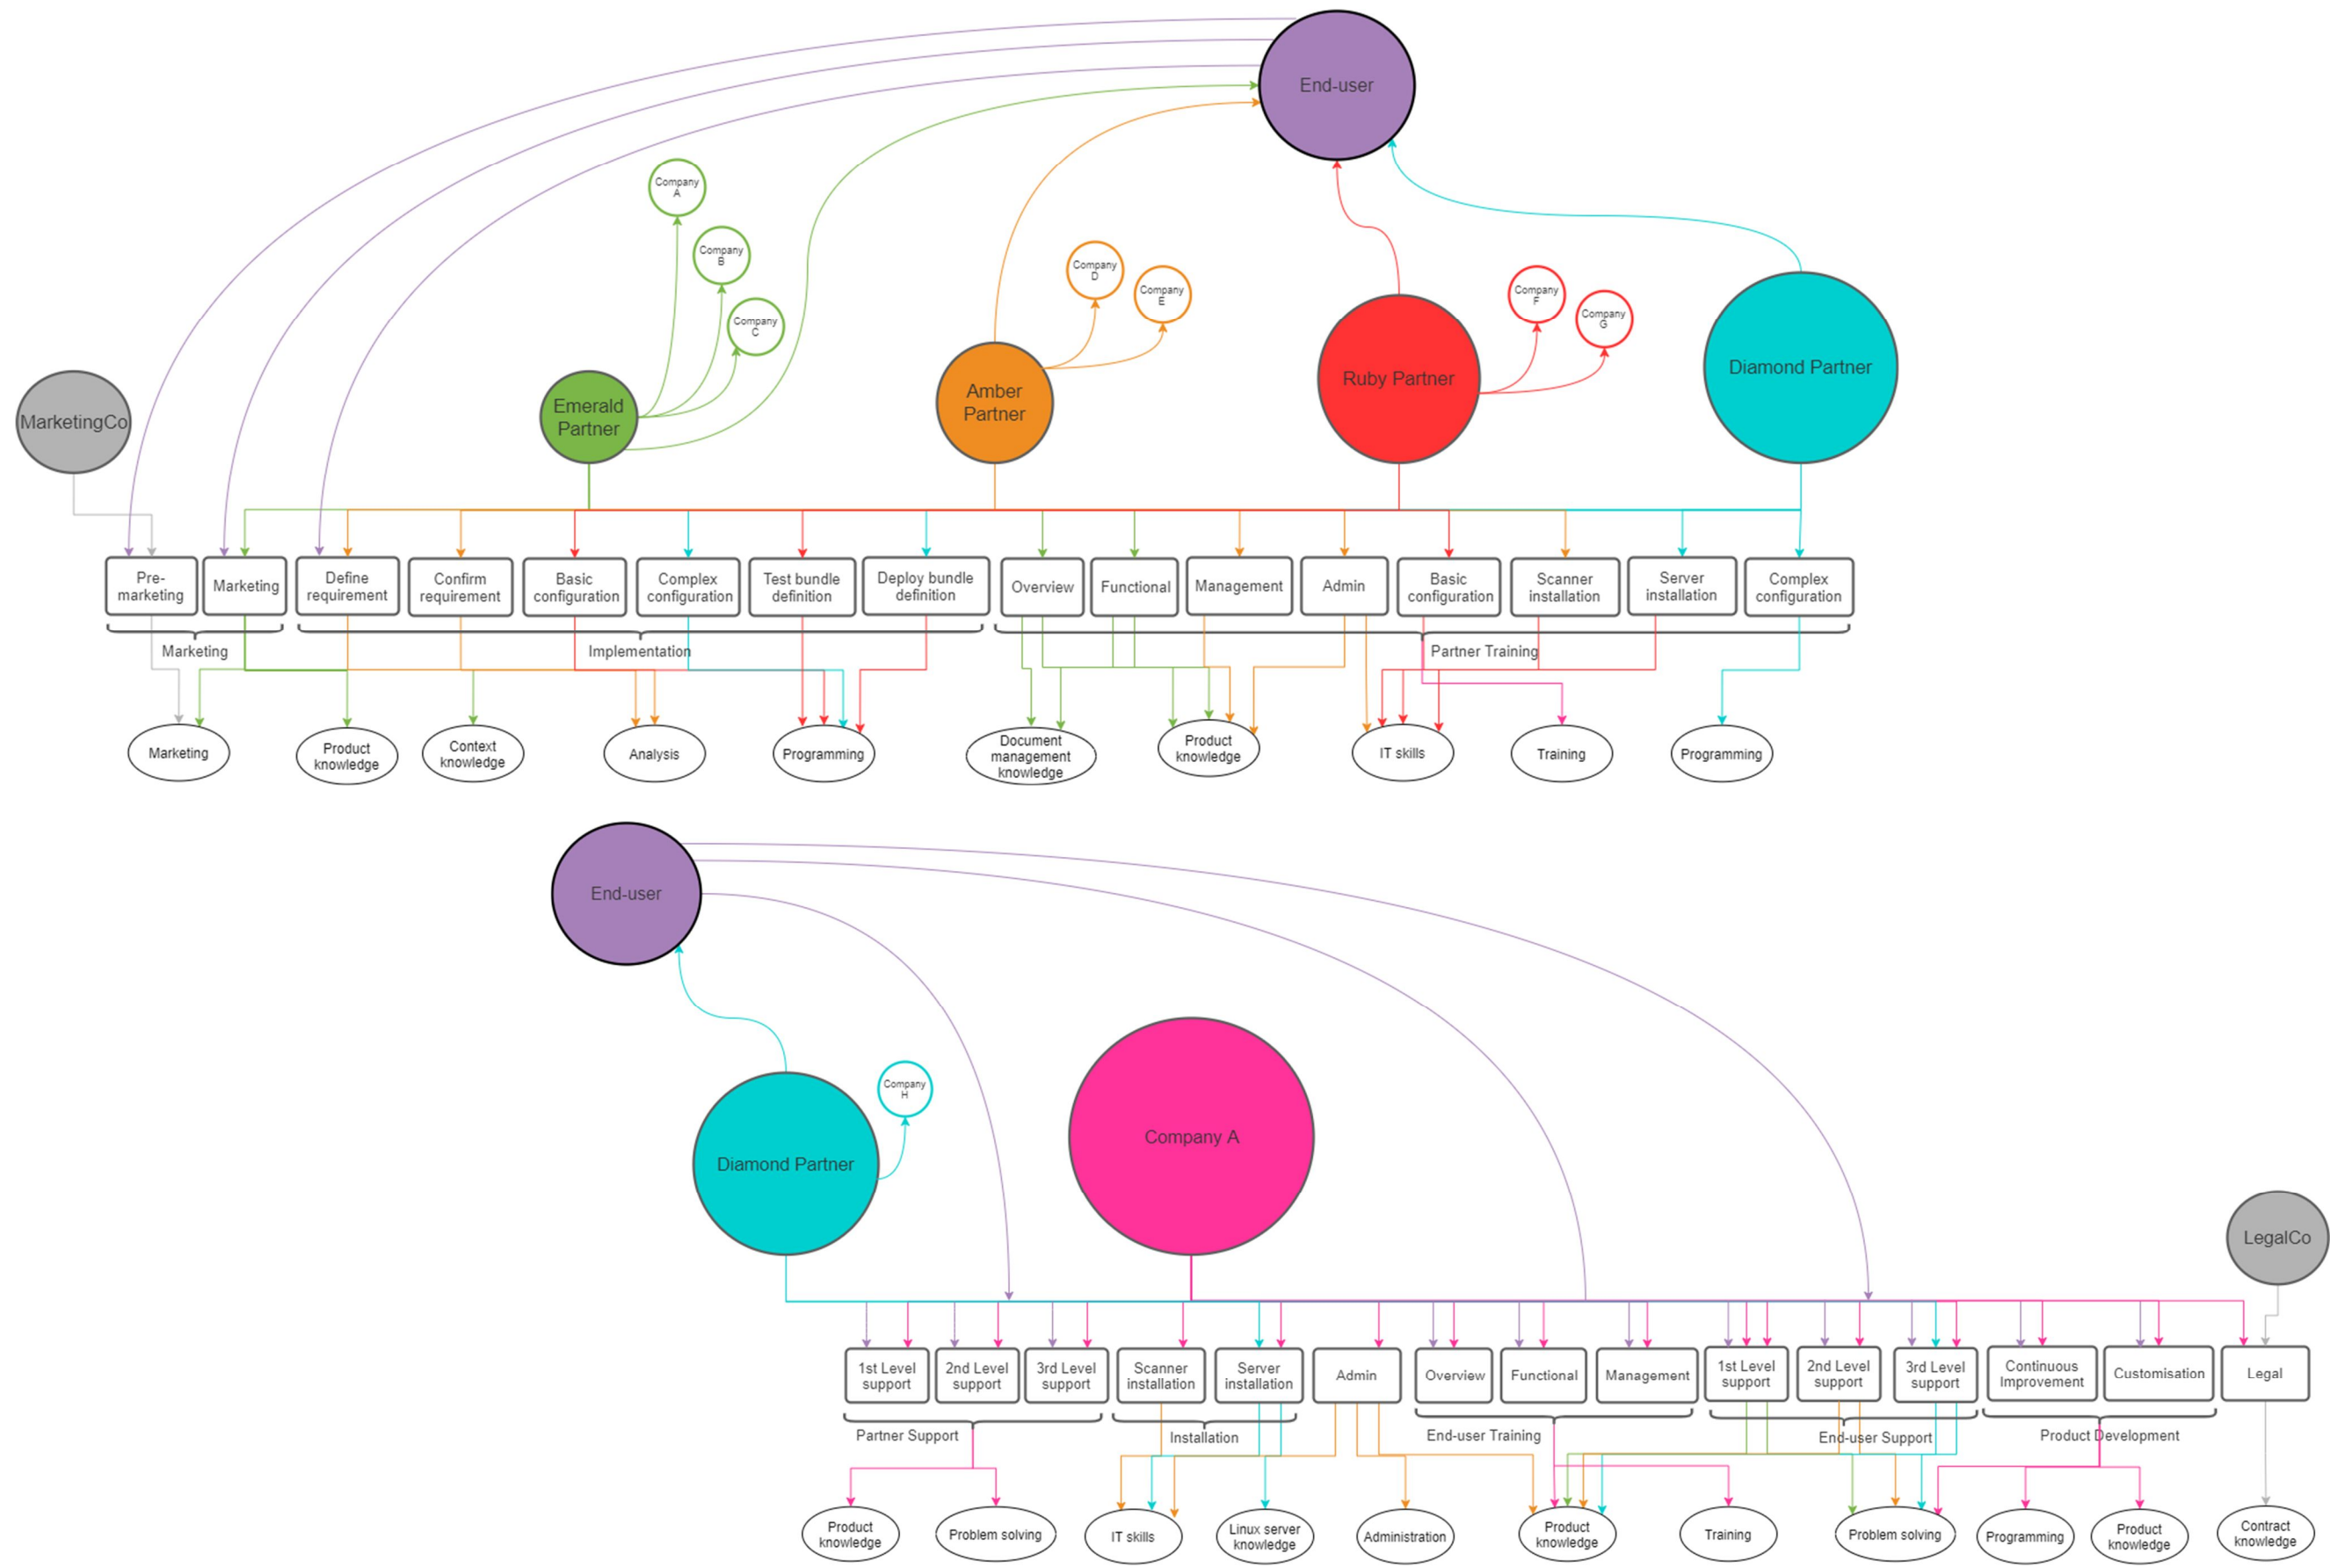 End-user
Company
A
Company
B
Company
C
Company
D
Company
E
Company
F
Company
G
MarketingCo
Emerald
Partner
Amber
Partner
Ruby Partner
Diamond Partner
Pre-
marketing
Marketing
Define
requirement
Confirm
requirement
Basic
configuration
Complex
configuration
Test bundle
definition
Deploy bundle
definition
Overview
Functional
Management
Admin
Basic
configuration
Scanner
installation
Server
installation
Complex
configuration
Marketing
Implementation
Partner Training
Marketing
Product
knowledge
Context
knowledge
Analysis
Programming
Document
management
knowledge
Product
knowledge
IT skills
Training
Programming
End-user
Company
H
Diamond Partner
Company A
LegalCo
1st Level
support
2nd Level
support
3rd Level
support
Scanner
installation
Server
installation
Admin
Overview
Functional
Management
1st Level
support
2nd Level
support
3rd Level
support
Continuous
Improvement
Customisation
Legal
Partner Support
Installation
End-user Training
End-user Support
Product Development
Product
knowledge
Problem solving
IT skills
Linux server
knowledge
Administration
Product
knowledge
Training
Problem solving
Programming
Product
knowledge
Contract
knowledge